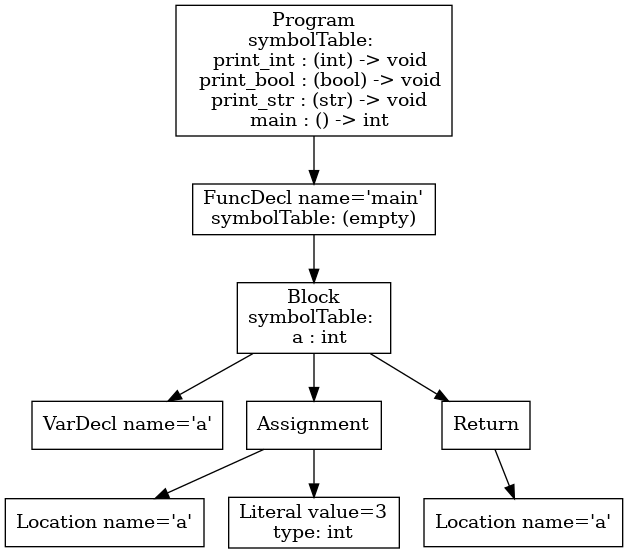 Program
symbolTable:
print_int : (int) -> void
print_bool : (bool) -> void
print_str : (str) -> void
main : () -> int
FuncDecl name='main'
symbolTable: (empty)
Block
symbolTable:
a : int
VarDecl name='a'
Assignment
Return
Location name='a'
Literal value=3
type: int
Location name='a'